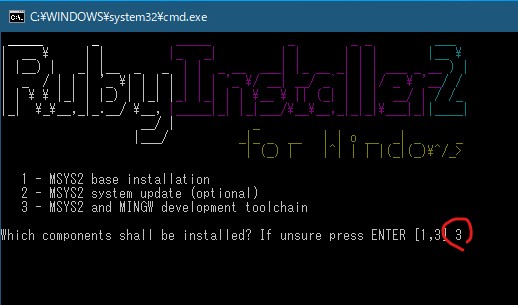 C:¥WINDOWS¥system32¥cmd.exe
RubyInstaller2
for Windows
1 - MSYS2 base installation
2 - MSYS2 system update (optional)
3 - MSYS2 and MINGW development toolchain
Which components shall be installed? If unsure press ENTER [1,3] 3